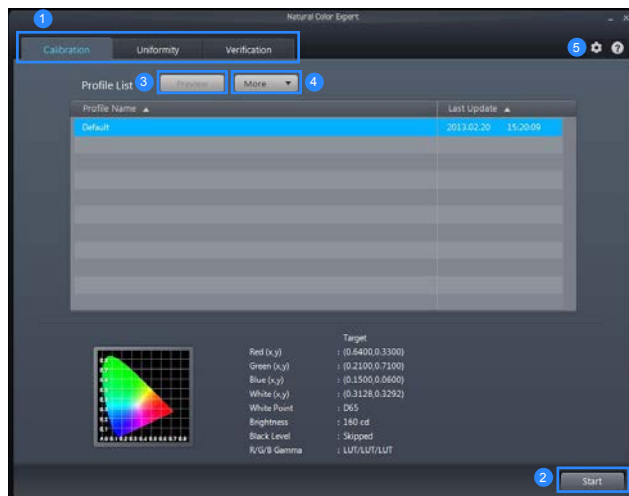 Natural Color Expert
1
Calibration Uniformity Verification
5
Profile List 3 Preview More 4
Profile Name Last Update
Default 2013.02.20 15:20:09
Target
Red (x,y) : (0.6400,0.3300)
Green (x,y) : (0.2100,0.7100)
Blue (x,y) : (0.1500,0.0600)
White (x,y) : (0.3128,0.3292)
White Point : D65
Brightness : 160 cd
Black Level : Skipped
R/G/B Gamma : LUT/LUT/LUT
2 Start